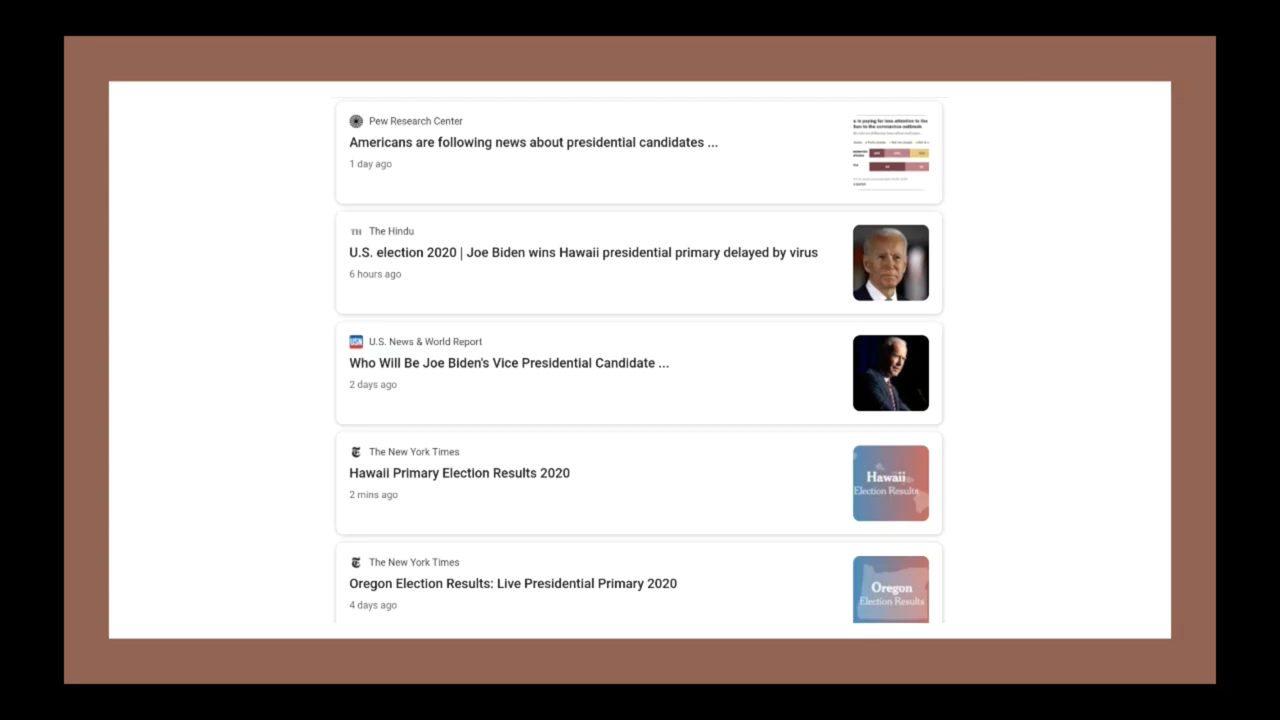 Pew Research Center
Americans are following news about presidential candidates ...
1 day ago
TH The Hindu
U.S. election 2020 | Joe Biden wins Hawaii presidential primary delayed by virus
6 hours ago
USN U.S. News & World Report
Who Will Be Joe Biden's Vice Presidential Candidate ...
2 days ago
The New York Times
Hawaii Primary Election Results 2020
2 mins ago
Hawaii
Election Results
The New York Times
Oregon Election Results: Live Presidential Primary 2020
4 days ago
Oregon
Election Results